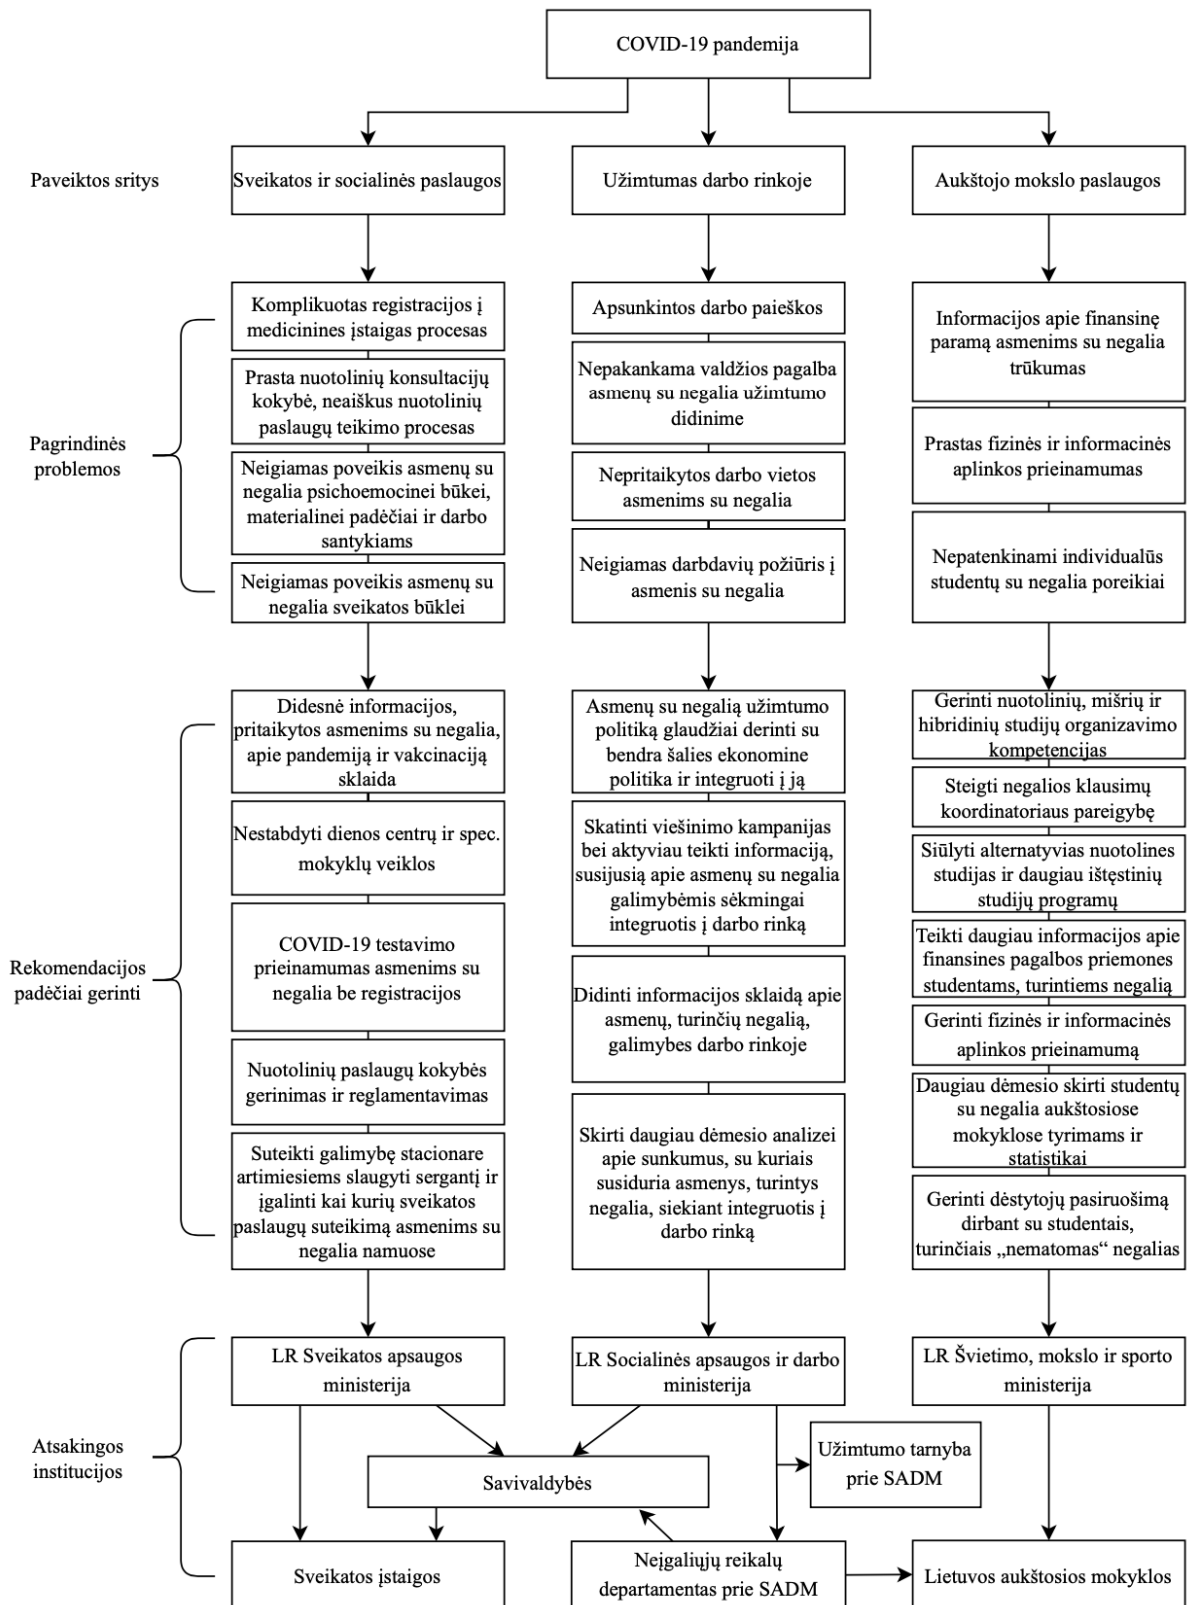 COVID-19 pandemija
Paveiktos sritys
Sveikatos ir socialinės paslaugos
Užimtumas darbo rinkoje
Aukštojo mokslo paslaugos
Pagrindinės
problemos
Komplikuotas registracijos į
medicinines įstaigas procesas
Prasta nuotolinių konsultacijų
kokybė, neaiškus nuotolinių
paslaugų teikimo procesas
Neigiamas poveikis asmenų su
negalia psichoemocinei būkei,
materialinei padėčiai ir darbo
santykiams
Neigiamas poveikis asmenų su
negalia sveikatos būklei
Apsunkintos darbo paieškos
Nepakankama valdžios pagalba
asmenų su negalia užimtumo
didinime
Nepritaikytos darbo vietos
asmenims su negalia
Neigiamas darbdavių požiūris į
asmenis su negalia
Informacijos apie finansinę
paramą asmenims su negalia
trūkumas
Prastas fizinės ir informacinės
aplinkos prieinamumas
Nepatenkinami individualūs
studentų su negalia poreikiai
Rekomendacijos
padėčiai gerinti
Didesnė informacijos,
pritaikytos asmenims su negalia,
apie pandemiją ir vakcinaciją
sklaida
Nestabdyti dienos centrų ir spec.
mokyklų veiklos
COVID-19 testavimo
prieinamumas asmenims su
negalia be registracijos
Nuotolinių paslaugų kokybės
gerinimas ir reglamentavimas
Suteikti galimybę stacionare
artimiesiems slaugyti sergantį ir
įgalinti kai kurių sveikatos
paslaugų suteikimą asmenims su
negalia namuose
Asmenų su negalią užimtumo
politiką glaudžiai derinti su
bendra šalies ekonomine
politika ir integruoti į ją
Skatinti viešinimo kampanijas
bei aktyviau teikti informaciją,
susijusią apie asmenų su negalia
galimybėmis sėkmingai
integruotis į darbo rinką
Didinti informacijos sklaidą apie
asmenų, turinčių negalią,
galimybes darbo rinkoje
Skirti daugiau dėmesio analizei
apie sunkumus, su kuriais
susiduria asmenys, turintys
negalia, siekiant integruotis į
darbo rinką
Gerinti nuotolinių, mišrių ir
hibridinių studijų organizavimo
kompetencijas
Steigti negalios klausimų
koordinatoriaus pareigybę
Siūlyti alternatyvias nuotolines
studijas ir daugiau ištęstinių
studijų programų
Teikti daugiau informacijos apie
finansines pagalbos priemones
studentams, turintiems negalią
Gerinti fizinės ir informacinės
aplinkos prieinamumą
Daugiau dėmesio skirti studentų
su negalia aukštosiose
mokyklose tyrimams ir
statistikai
Gerinti dėstytojų pasiruošimą
dirbant su studentais,
turinčiais „nematomas“ negalias
Atsakingos
institucijos
LR Sveikatos apsaugos
ministerija
LR Socialinės apsaugos ir darbo
ministerija
LR Švietimo, mokslo ir sporto
ministerija
Savivaldybės
Užimtumo tarnyba
prie SADM
Sveikatos įstaigos
Neįgaliųjų reikalų
departamentas prie SADM
Lietuvos aukštosios mokyklos